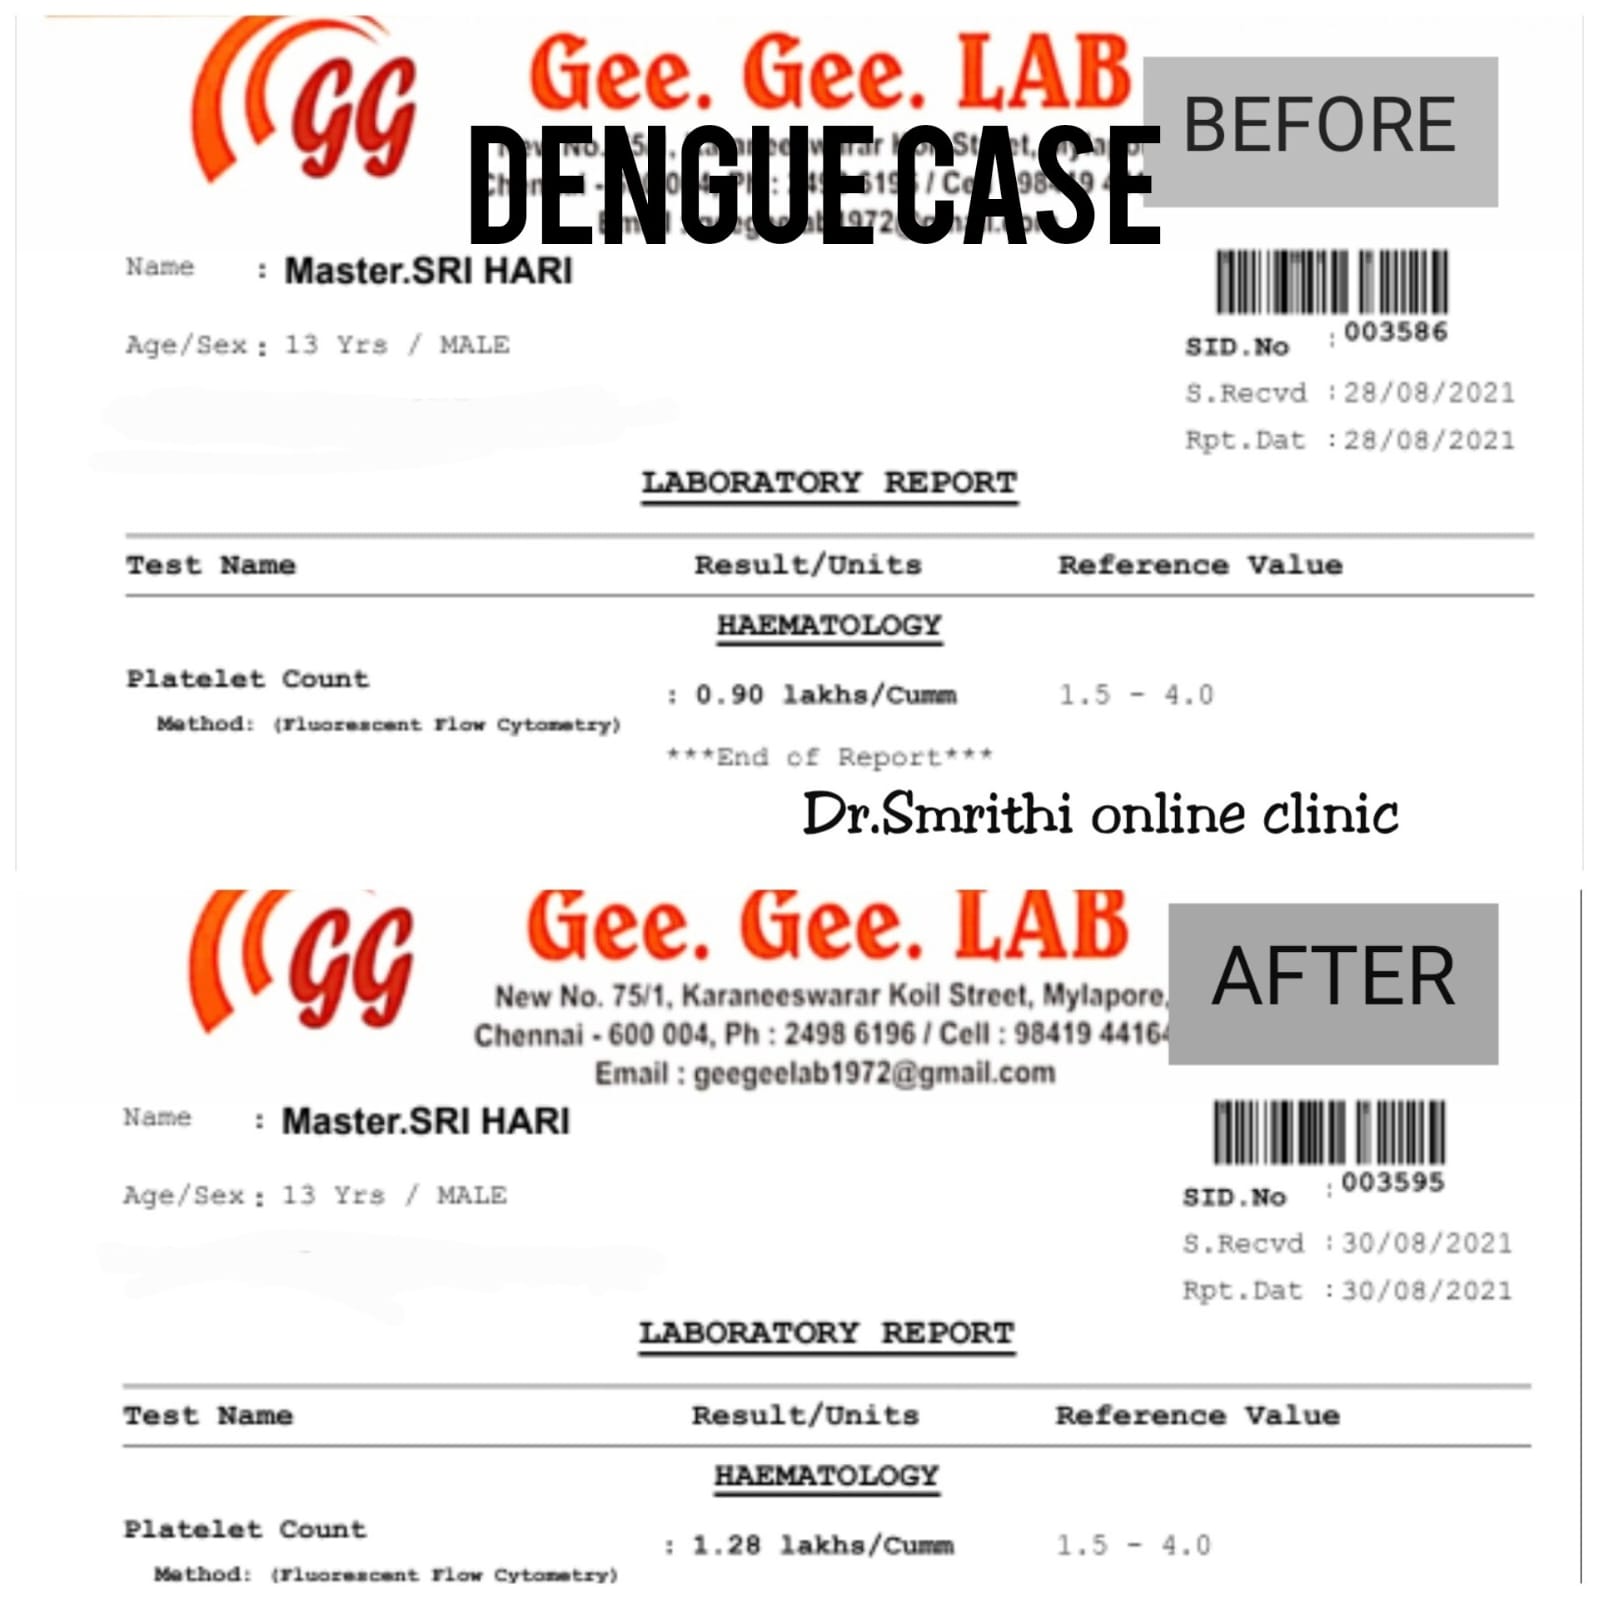 GG
Gee. Gee. LAB
BEFORE
DENGUE CASE
Name : Master.SRI HARI
Age/Sex : 13 Yrs / MALE
SID.No : 003586
S.Recvd : 28/08/2021
Rpt.Dat : 28/08/2021
LABORATORY REPORT
Test Name Result/Units Reference Value
HAEMATOLOGY
Platelet Count : 0.90 lakhs/Cumm 1.5 - 4.0
Method: (Fluorescent Flow Cytometry)
***End of Report***
Dr.Smrithi online clinic
GG
Gee. Gee. LAB
AFTER
New No. 75/1, Karaneeswarar Koil Street, Mylapore,
Chennai - 600 004, Ph : 2498 6196 / Cell : 98419 4416
Email : geegeelab1972@gmail.com
Name : Master.SRI HARI
Age/Sex : 13 Yrs / MALE
SID.No : 003595
S.Recvd : 30/08/2021
Rpt.Dat : 30/08/2021
LABORATORY REPORT
Test Name Result/Units Reference Value
HAEMATOLOGY
Platelet Count : 1.28 lakhs/Cumm 1.5 - 4.0
Method: (Fluorescent Flow Cytometry)